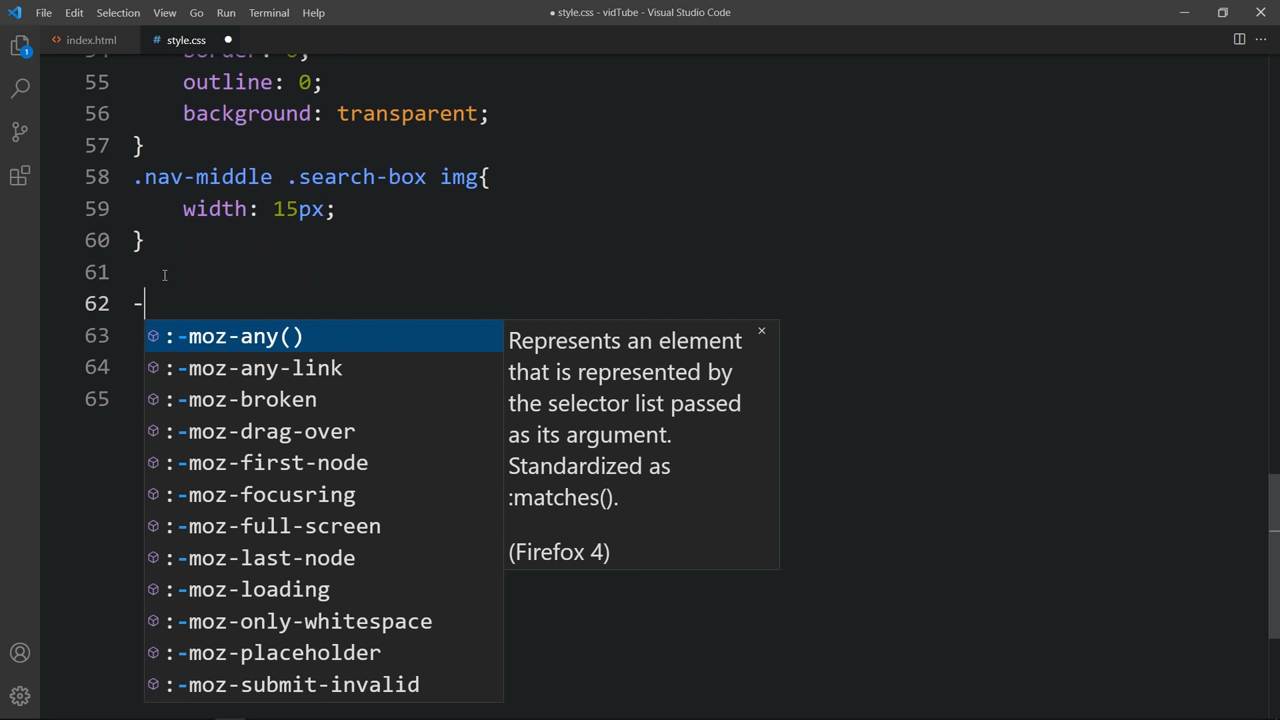 File Edit Selection View Go Run Terminal Help
● style.css - vidTube - Visual Studio Code
<> index.html
# style.css ●
1
border: 0;
55 outline: 0;
56 background: transparent;
57 }
58 .nav-middle .search-box img{
59 width: 15px;
60 }
61
62 -
63
64
65
:-moz-any()
:-moz-any-link
:-moz-broken
:-moz-drag-over
:-moz-first-node
:-moz-focusring
:-moz-full-screen
:-moz-last-node
:-moz-loading
:-moz-only-whitespace
:-moz-placeholder
:-moz-submit-invalid
Represents an element
that is represented by
the selector list passed
as its argument.
Standardized as
:matches().
(Firefox 4)